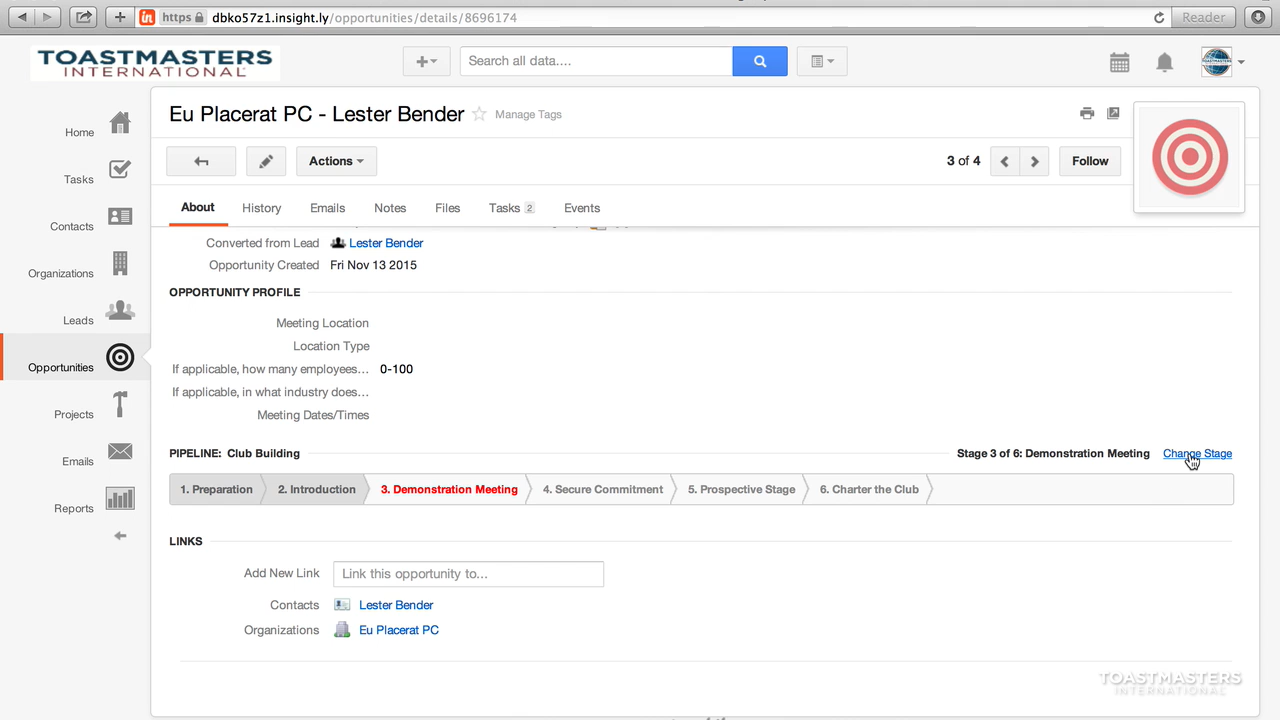 https dbko57z1.insight.ly/opportunities/details/8696174 Reader
TOASTMASTERS
INTERNATIONAL
Search all data....
Eu Placerat PC - Lester Bender Manage Tags
Home
Tasks
Contacts
Organizations
Leads
Opportunities
Projects
Emails
Reports
Actions 3 of 4 Follow
About History Emails Notes Files Tasks 2 Events
Converted from Lead Lester Bender
Opportunity Created Fri Nov 13 2015
OPPORTUNITY PROFILE
Meeting Location
Location Type
If applicable, how many employees... 0-100
If applicable, in what industry does...
Meeting Dates/Times
PIPELINE: Club Building Stage 3 of 6: Demonstration Meeting Change Stage
1. Preparation 2. Introduction 3. Demonstration Meeting 4. Secure Commitment 5. Prospective Stage 6. Charter the Club
LINKS
Add New Link Link this opportunity to...
Contacts Lester Bender
Organizations Eu Placerat PC
TOASTMASTERS
INTERNATIONAL